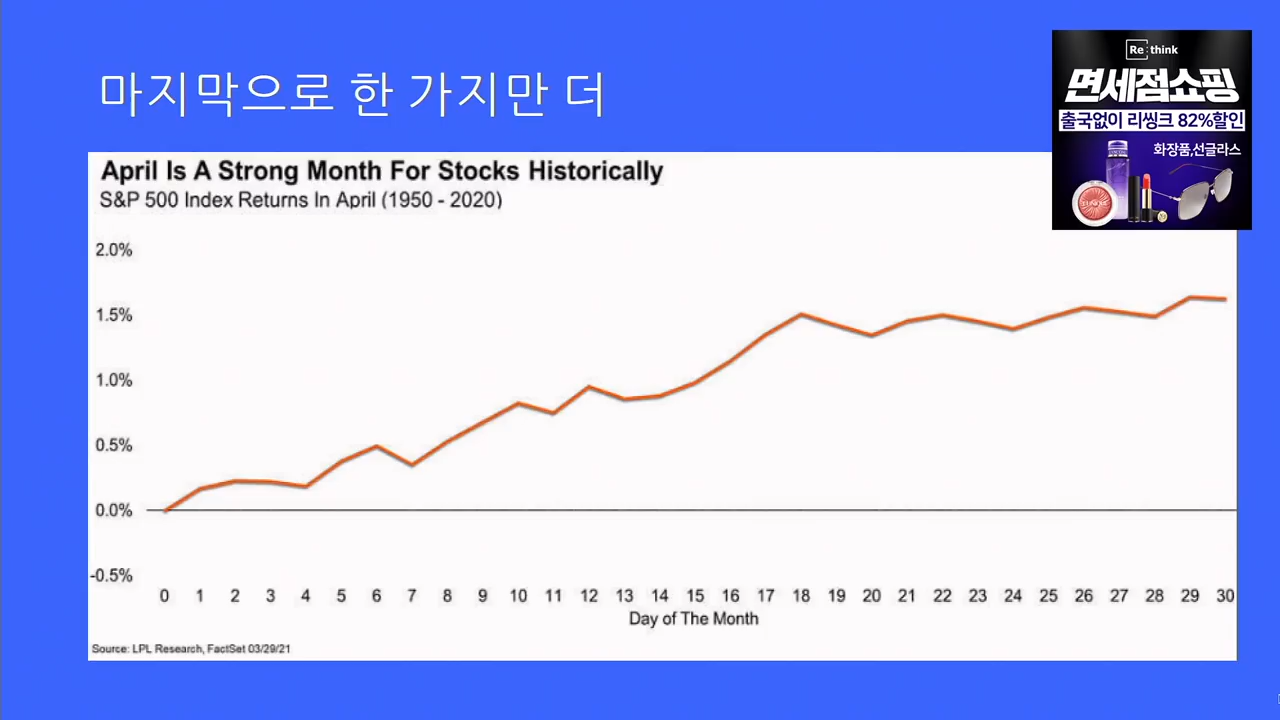 마지막으로 한 가지만 더
Re:think
면세점쇼핑
출국없이 리씽크 82%할인
화장품,선글라스
April Is A Strong Month For Stocks Historically
S&P 500 Index Returns In April (1950 - 2020)
2.0%
1.5%
1.0%
0.5%
0.0%
-0.5%
0 1 2 3 4 5 6 7 8 9 10 11 12 13 14 15 16 17 18 19 20 21 22 23 24 25 26 27 28 29 30
Day of The Month
Source: LPL Research, FactSet 03/29/21